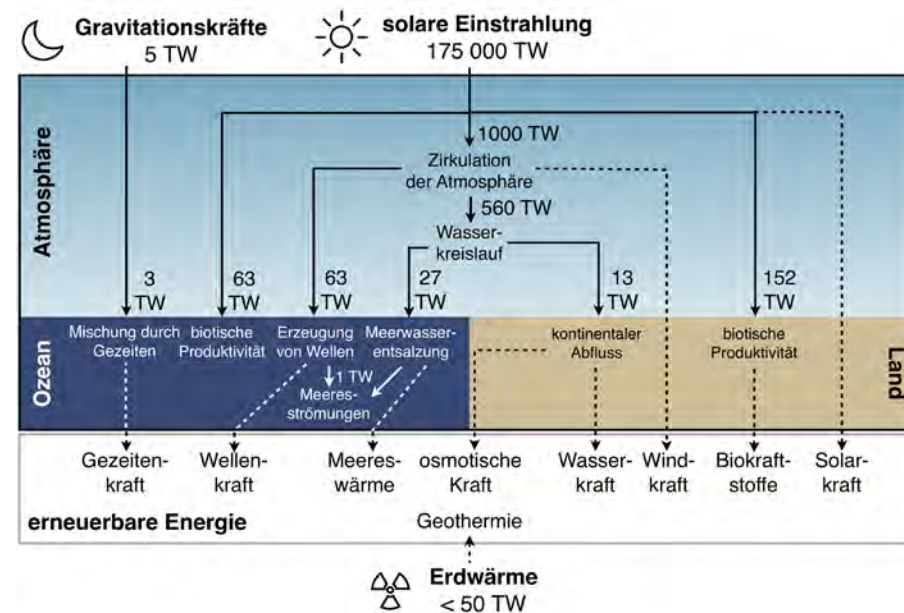 Gravitationskräfte
5 TW
solare Einstrahlung
175 000 TW
Atmosphäre
1000 TW
Zirkulation
der Atmosphäre
560 TW
Wasser-
kreislauf
3
TW
63
TW
63
TW
27
TW
13
TW
152
TW
Ozean
Mischung durch
Gezeiten
biotische
Produktivität
Erzeugung
von Wellen
Meerwasser-
entsalzung
1 TW
Meeres-
strömungen
kontinentaler
Abfluss
biotische
Produktivität
Land
Gezeiten-
kraft
Wellen-
kraft
Meeres-
wärme
osmotische
Kraft
Wasser-
kraft
Wind-
kraft
Biokraft-
stoffe
Solar-
kraft
erneuerbare Energie
Geothermie
Erdwärme
< 50 TW